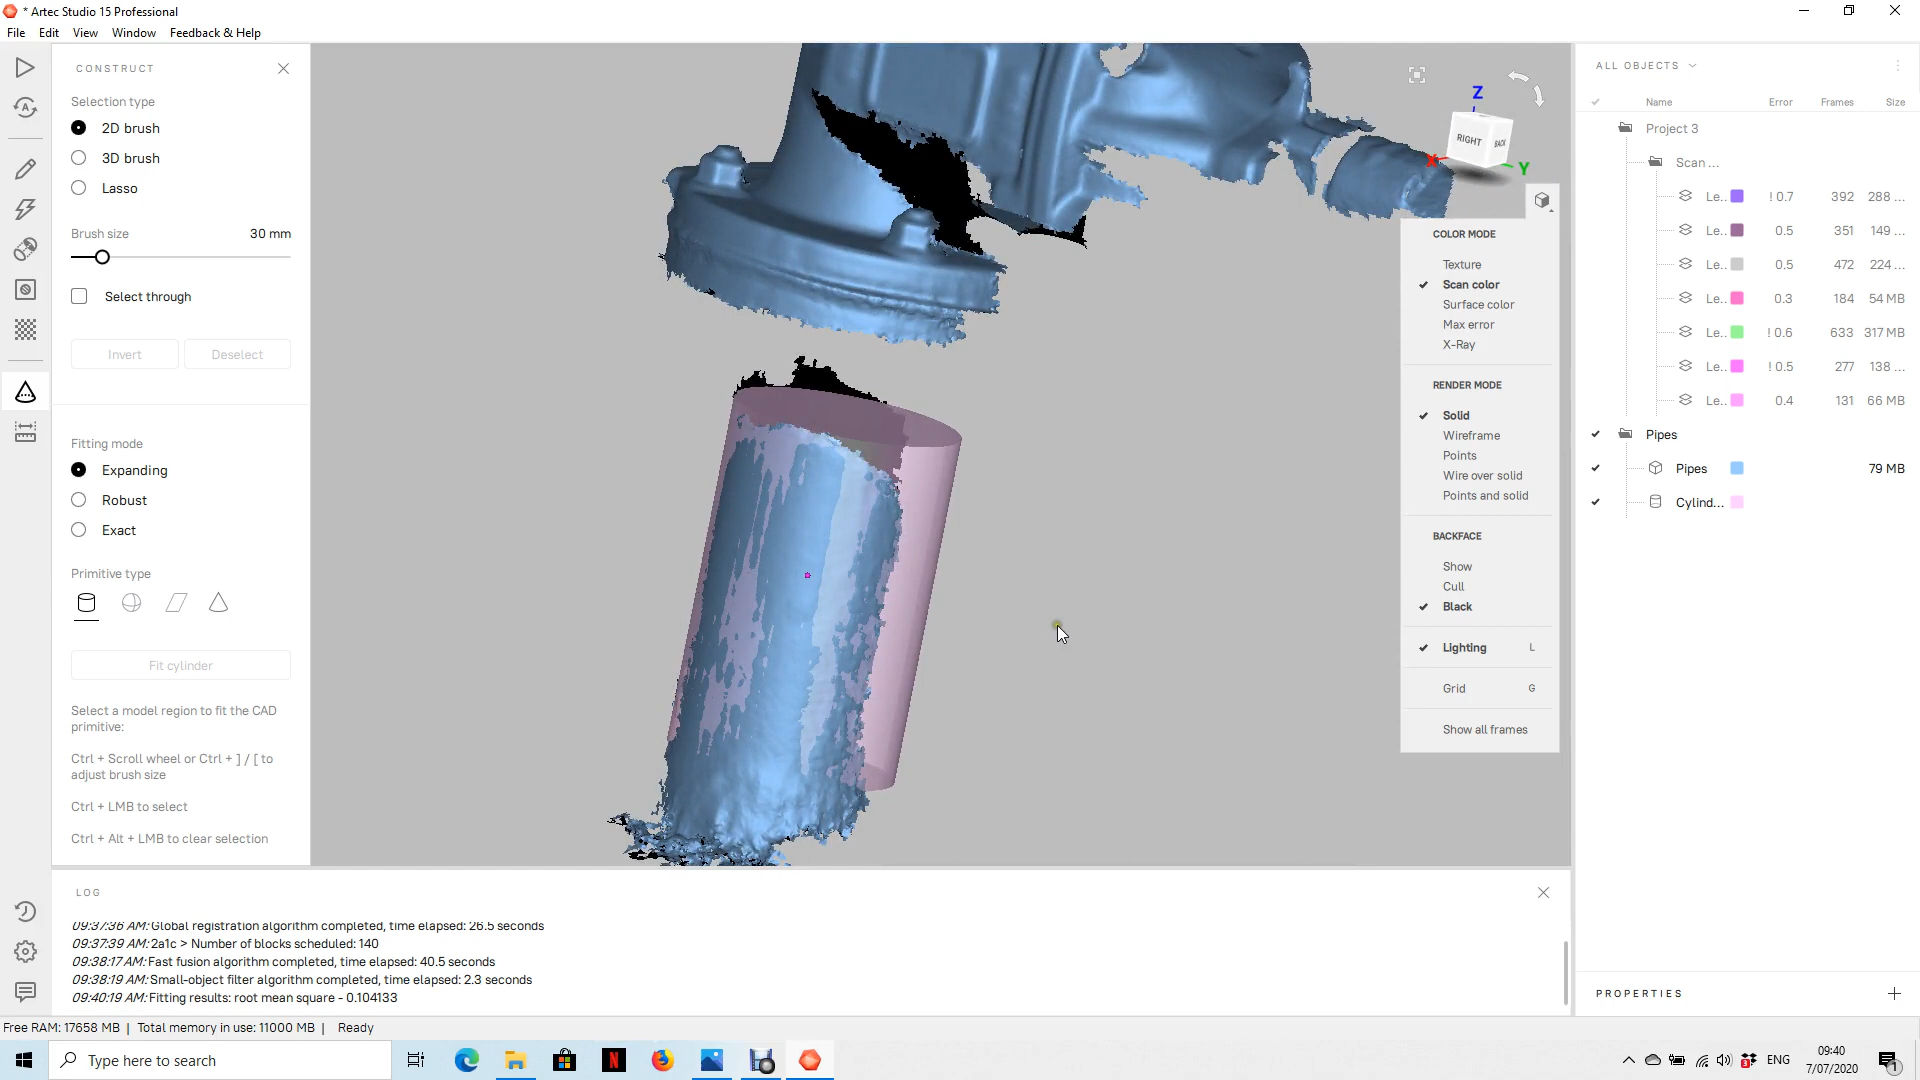 * Artec Studio 15 Professional
File Edit View Window Feedback & Help
CONSTRUCT
Selection type
2D brush
3D brush
Lasso
Brush size 30 mm
Select through
Invert Deselect
Fitting mode
Expanding
Robust
Exact
Primitive type
Fit cylinder
Select a model region to fit the CAD
primitive:
Ctrl + Scroll wheel or Ctrl + ] / [ to
adjust brush size
Ctrl + LMB to select
Ctrl + Alt + LMB to clear selection
Z
RIGHT BACK
X Y
COLOR MODE
Texture
Scan color
Surface color
Max error
X-Ray
RENDER MODE
Solid
Wireframe
Points
Wire over solid
Points and solid
BACKFACE
Show
Cull
Black
Lighting L
Grid G
Show all frames
ALL OBJECTS
Name Error Frames Size
Project 3
Scan ...
Le.. ! 0.7 392 288 ...
Le.. 0.5 351 149 ...
Le.. 0.5 472 224 ...
Le.. 0.3 184 54 MB
Le.. ! 0.6 633 317 MB
Le.. ! 0.5 277 138 ...
Le.. 0.4 131 66 MB
Pipes
Pipes 79 MB
Cylind...
PROPERTIES
LOG
09:37:36 AM: Global registration algorithm completed, time elapsed: 26.5 seconds
09:37:39 AM: 2a1c > Number of blocks scheduled: 140
09:38:17 AM: Fast fusion algorithm completed, time elapsed: 40.5 seconds
09:38:19 AM: Small-object filter algorithm completed, time elapsed: 2.3 seconds
09:40:19 AM: Fitting results: root mean square - 0.104133
Free RAM: 17658 MB | Total memory in use: 11000 MB | Ready
Type here to search
ENG
09:40
7/07/2020